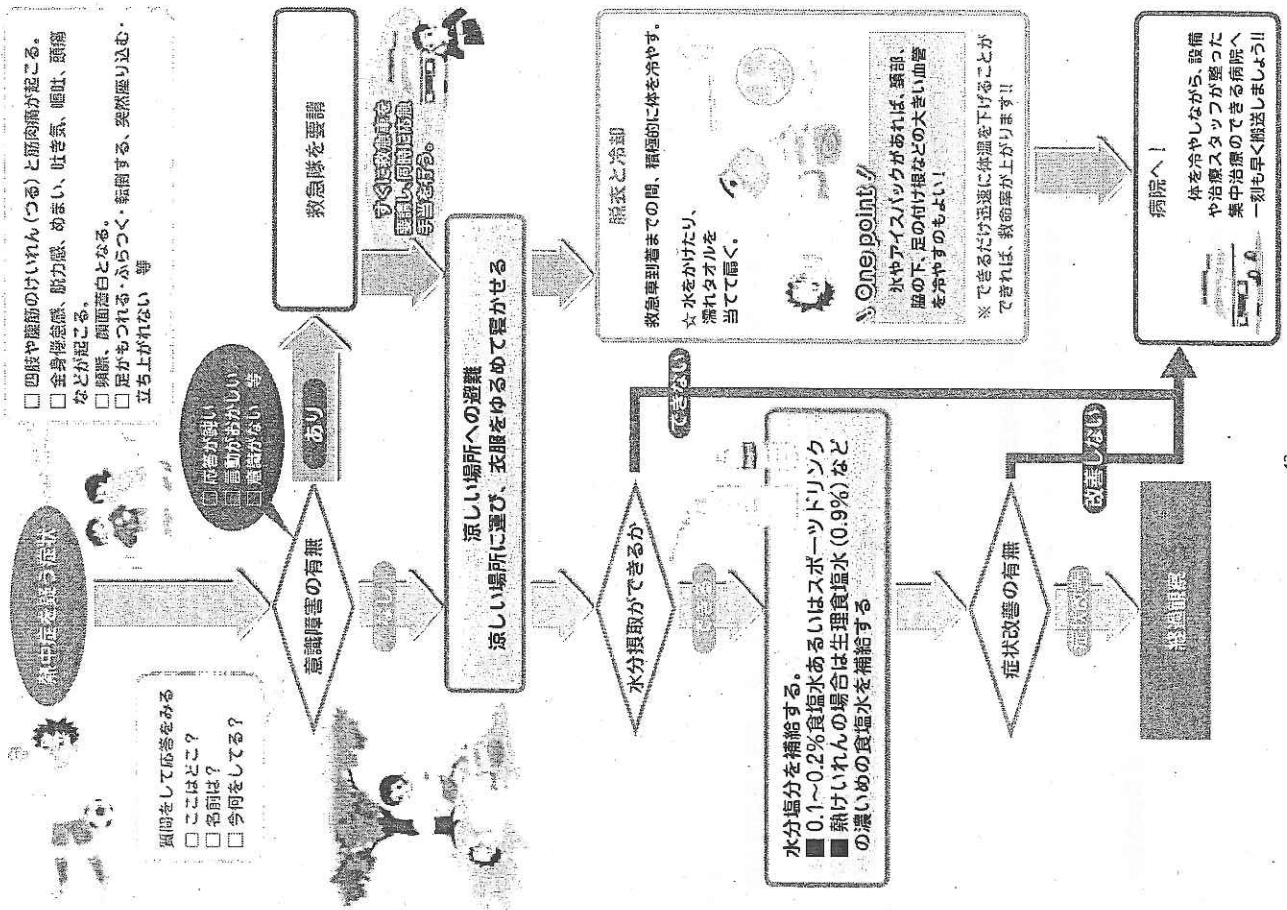 熱中症を疑う症状
□ 四肢や腹筋のけいれん(つる)と筋肉痛が起こる。
□ 全身倦怠感、脱力感、めまい、吐き気、嘔吐、頭痛
などが起こる。
□ 頻脈、顔面蒼白となる。
□ 足がもつれる・ふらつく・転倒する、突然座り込む・
立ち上がれない 等
質問をして応答をみる
□ ここはどこ?
□ 名前は?
□ 今何をしてる?
意識障害の有無
□ 応答が鈍い
□ 言動がおかしい
□ 意識がない 等
あり
救急隊を要請
すぐに救急車を
要請し、同時に応急
手当を行う。
なし
涼しい場所への避難
涼しい場所に運び、衣服をゆるめて寝かせる
脱衣と冷却
救急車到着までの間、積極的に体を冷やす。
☆ 水をかけたり、
濡れタオルを
当てて扇ぐ。
One point !!
氷やアイスパックがあれば、頚部、
脇の下、足の付け根などの大きい血管
を冷やすのもよい!
※ できるだけ迅速に体温を下げることが
できれば、救命率が上がります!!
水分摂取ができるか
できない
できる
水分塩分を補給する。
■ 0.1~0.2%食塩水あるいはスポーツドリンク
■ 熱けいれんの場合は生理食塩水(0.9%)など
の濃いめの食塩水を補給する
症状改善の有無
改善しない
経過観察
病院へ!
体を冷やしながら、設備
や治療スタッフが整った
集中治療のできる病院へ
一刻も早く搬送しましょう!!